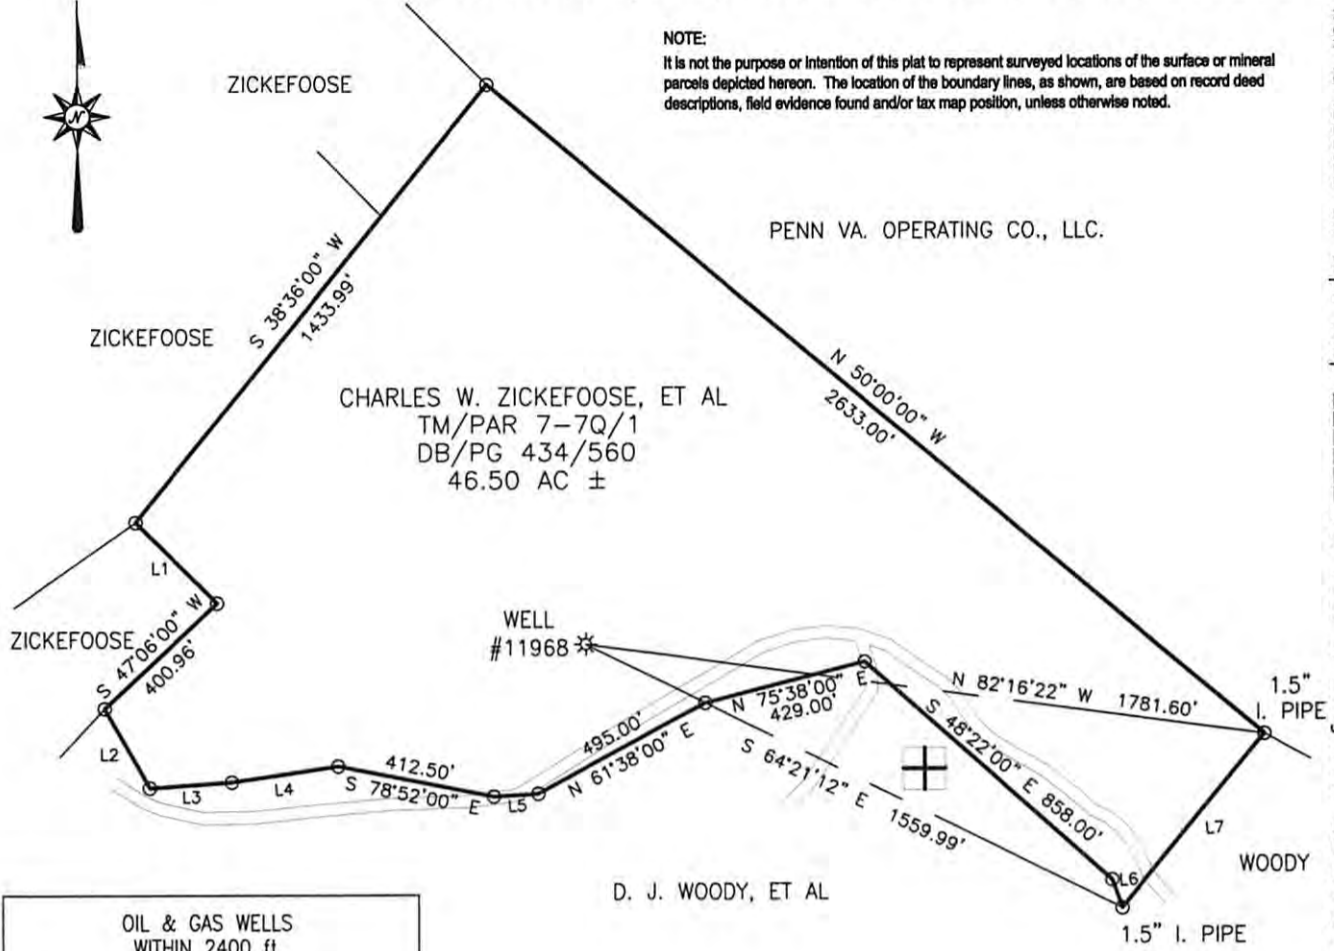 NOTE:
It is not the purpose or intention of this plat to represent surveyed locations of the surface or mineral
parcels depicted hereon. The location of the boundary lines, as shown, are based on record deed
descriptions, field evidence found and/or tax map position, unless otherwise noted.
N
ZICKEFOOSE
PENN VA. OPERATING CO., LLC.
S 38°36'00" W
1433.99'
ZICKEFOOSE
N 50°00'00" W
2633.00'
CHARLES W. ZICKEFOOSE, ET AL
TM/PAR 7-7Q/1
DB/PG 434/560
46.50 AC ±
L1
ZICKEFOOSE
S 47°06'00" W
400.96'
WELL
#11968
N 82°16'22" W 1781.60'
1.5"
I. PIPE
N 75°38'00" E
429.00'
S 48°22'00" E 858.00'
495.00'
N 61°38'00" E
S 64°21'12" E
1559.99'
L2
L3
L4
412.50'
S 78°52'00" E
L5
L7
WOODY
L6
D. J. WOODY, ET AL
1.5" I. PIPE
OIL & GAS WELLS
WITHIN 2400 ft